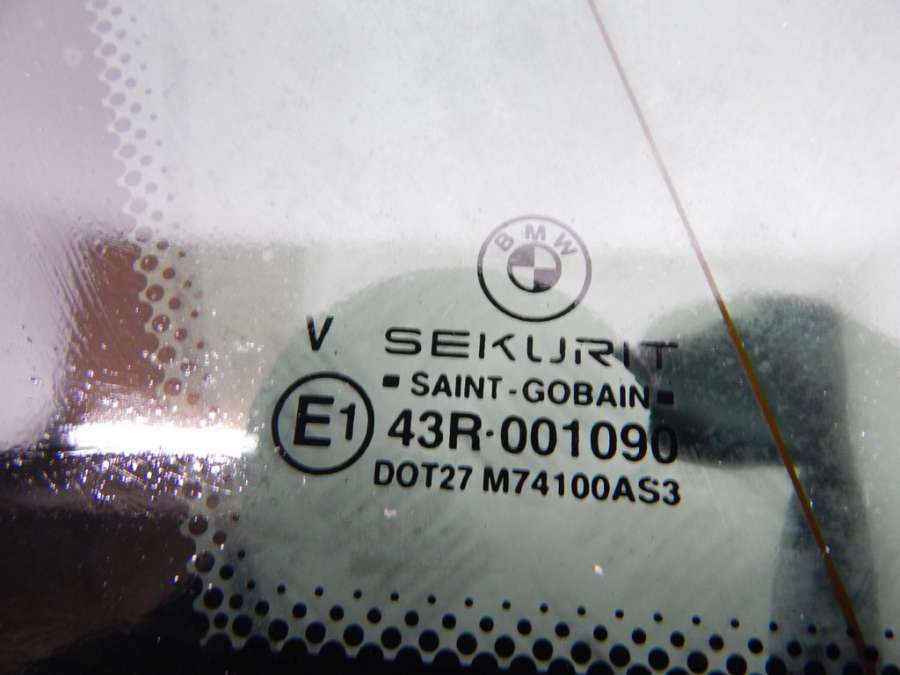 BMW
V
SEKURIT
SAINT-GOBAIN
E1
43R-001090
DOT27 M74100AS3